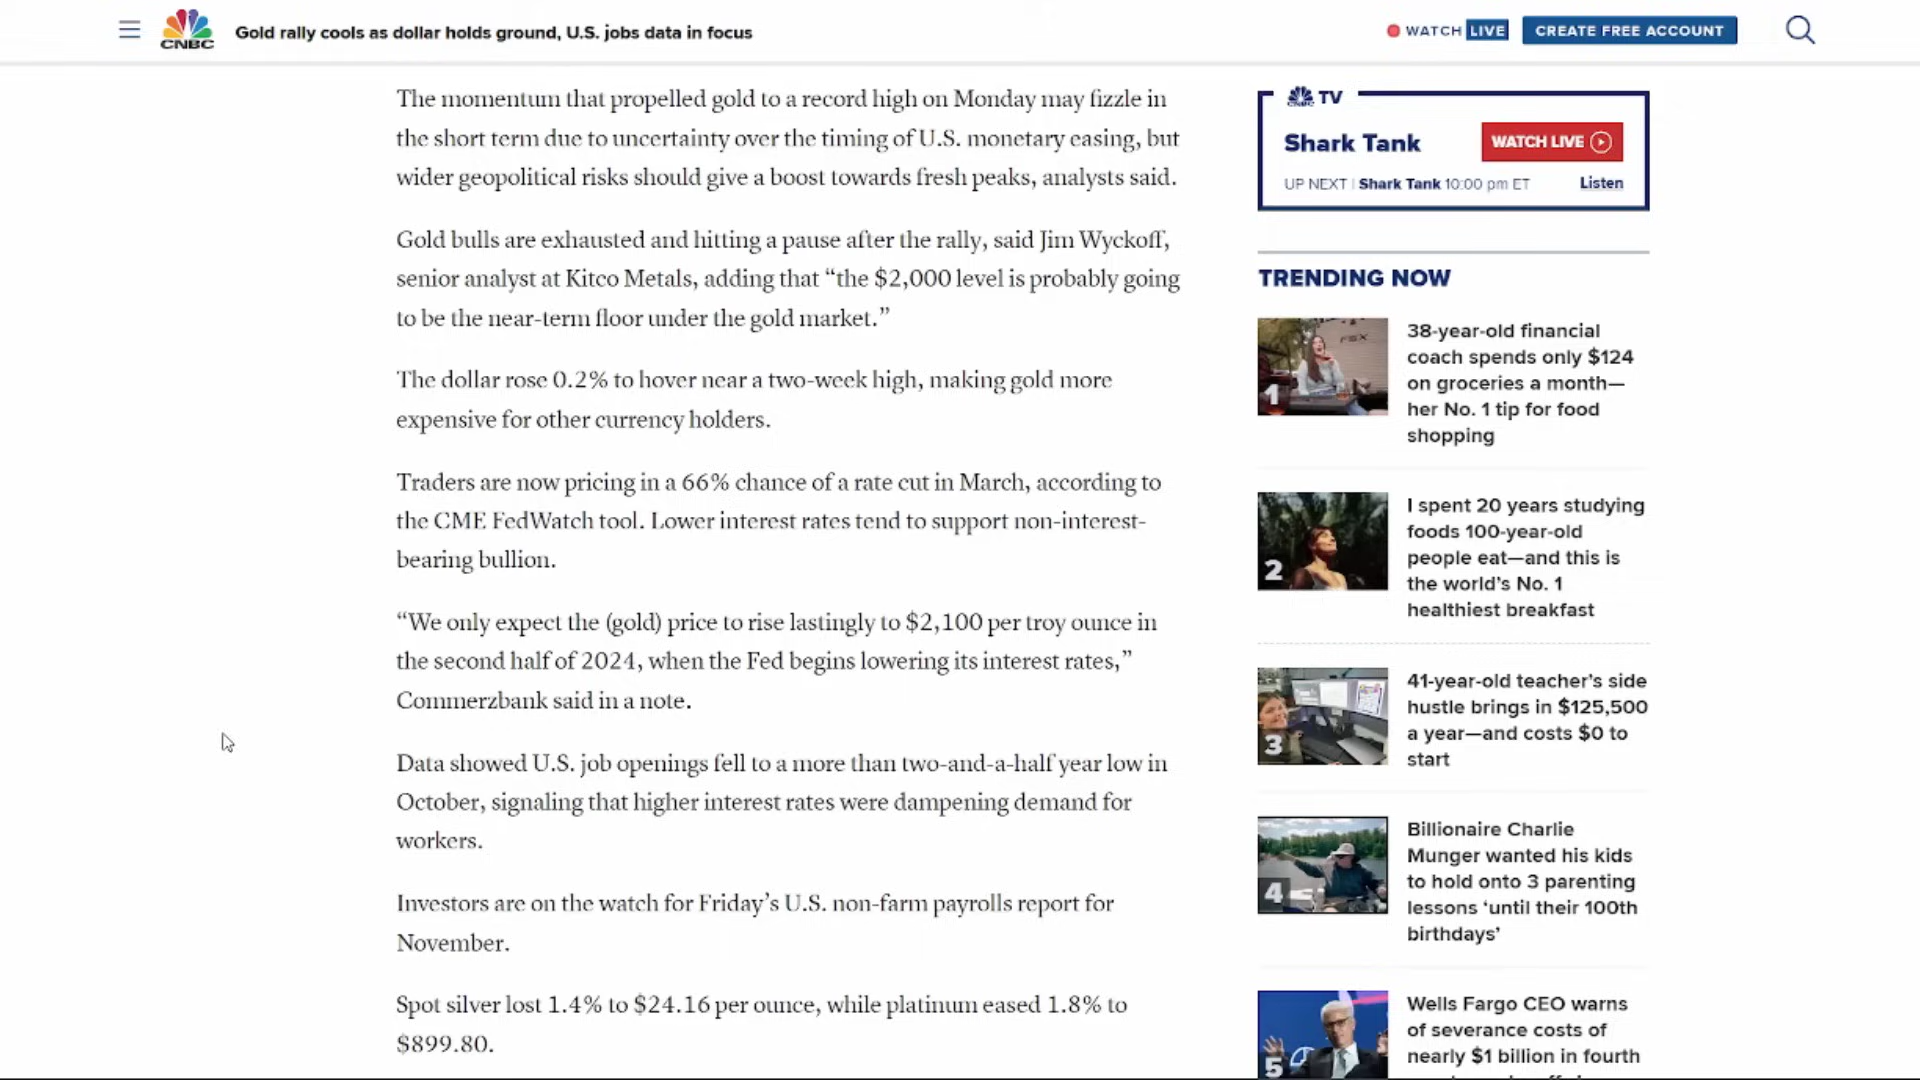 CNBC
Gold rally cools as dollar holds ground, U.S. jobs data in focus
WATCH LIVE
CREATE FREE ACCOUNT
The momentum that propelled gold to a record high on Monday may fizzle in
the short term due to uncertainty over the timing of U.S. monetary easing, but
wider geopolitical risks should give a boost towards fresh peaks, analysts said.
Gold bulls are exhausted and hitting a pause after the rally, said Jim Wyckoff,
senior analyst at Kitco Metals, adding that “the $2,000 level is probably going
to be the near-term floor under the gold market.”
The dollar rose 0.2% to hover near a two-week high, making gold more
expensive for other currency holders.
Traders are now pricing in a 66% chance of a rate cut in March, according to
the CME FedWatch tool. Lower interest rates tend to support non-interest-
bearing bullion.
“We only expect the (gold) price to rise lastingly to $2,100 per troy ounce in
the second half of 2024, when the Fed begins lowering its interest rates,”
Commerzbank said in a note.
Data showed U.S. job openings fell to a more than two-and-a-half year low in
October, signaling that higher interest rates were dampening demand for
workers.
Investors are on the watch for Friday’s U.S. non-farm payrolls report for
November.
Spot silver lost 1.4% to $24.16 per ounce, while platinum eased 1.8% to
$899.80.
CNBC TV
Shark Tank
WATCH LIVE
UP NEXT | Shark Tank 10:00 pm ET
Listen
TRENDING NOW
1
38-year-old financial
coach spends only $124
on groceries a month—
her No. 1 tip for food
shopping
2
I spent 20 years studying
foods 100-year-old
people eat—and this is
the world’s No. 1
healthiest breakfast
3
41-year-old teacher’s side
hustle brings in $125,500
a year—and costs $0 to
start
4
Billionaire Charlie
Munger wanted his kids
to hold onto 3 parenting
lessons ‘until their 100th
birthdays’
5
Wells Fargo CEO warns
of severance costs of
nearly $1 billion in fourth